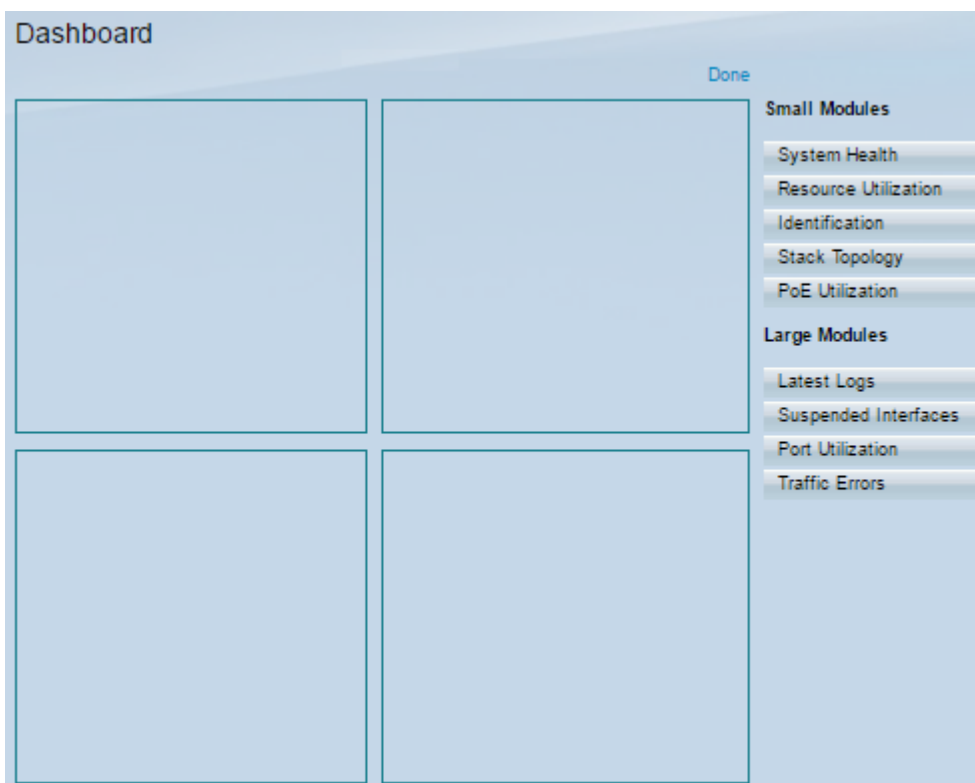 Dashboard
Done
Small Modules
System Health
Resource Utilization
Identification
Stack Topology
PoE Utilization
Large Modules
Latest Logs
Suspended Interfaces
Port Utilization
Traffic Errors